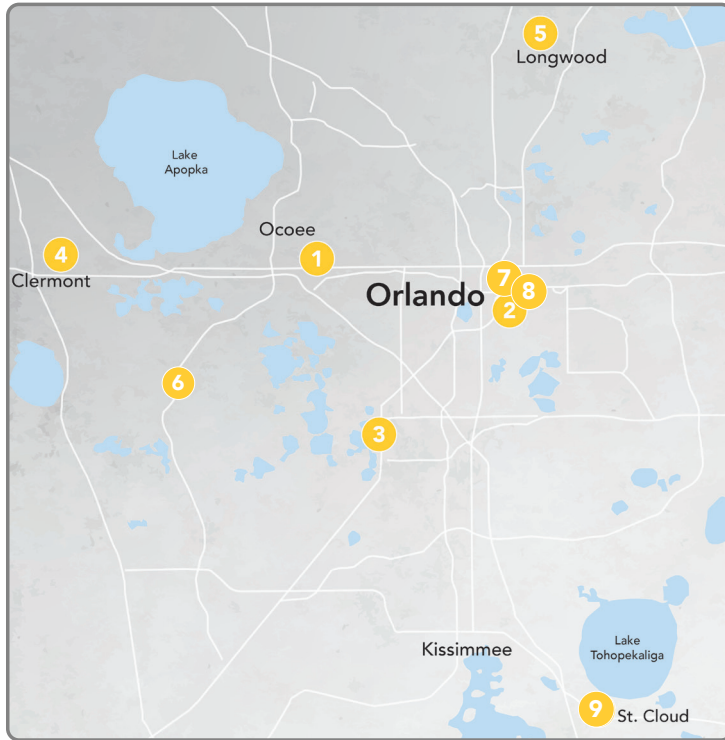 5
Longwood
Lake
Apopka
Ocoee
4
1
Clermont
7
Orlando
8
2
6
3
Kissimmee
Lake
Tohopekaliga
9
St. Cloud